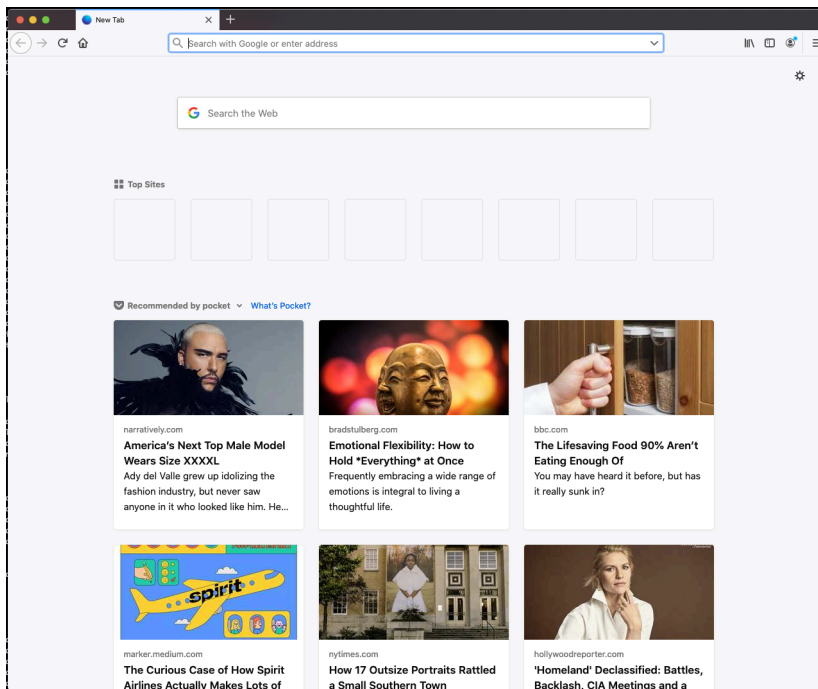 New Tab
Search with Google or enter address
Search the Web
Top Sites
Recommended by pocket
What's Pocket?
narratively.com
America's Next Top Male Model
Wears Size XXXXL
Ady del Valle grew up idolizing the
fashion industry, but never saw
anyone in it who looked like him. He...
bradstulberg.com
Emotional Flexibility: How to
Hold *Everything* at Once
Frequently embracing a wide range of
emotions is integral to living a
thoughtful life.
bbc.com
The Lifesaving Food 90% Aren't
Eating Enough Of
You may have heard it before, but has
it really sunk in?
spirit
marker.medium.com
The Curious Case of How Spirit
Airlines Actually Makes Lots of
nytimes.com
How 17 Outsize Portraits Rattled
a Small Southern Town
hollywoodreporter.com
'Homeland' Declassified: Battles,
Backlash, CIA Meetings and a